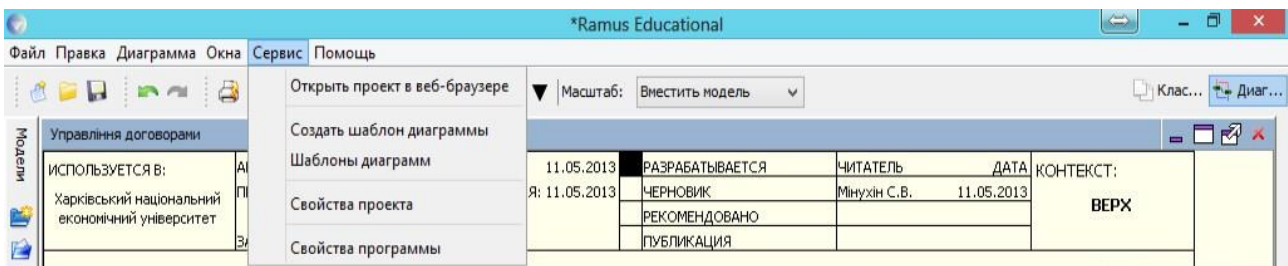 *Ramus Educational
Файл Правка Диаграмма Окна Сервис Помощь
Открыть проект в веб-браузере
Создать шаблон диаграммы
Шаблоны диаграмм
Свойства проекта
Свойства программы
Масштаб: Вместить модель
Клас... Диаг...
Модели
Управління договорами
ИСПОЛЬЗУЕТСЯ В:
Харківський національний
економічний університет
11.05.2013
Я: 11.05.2013
РАЗРАБАТЫВАЕТСЯ
ЧЕРНОВИК
РЕКОМЕНДОВАНО
ПУБЛИКАЦИЯ
ЧИТАТЕЛЬ ДАТА
Мінухін С.В. 11.05.2013
КОНТЕКСТ:
ВЕРХ